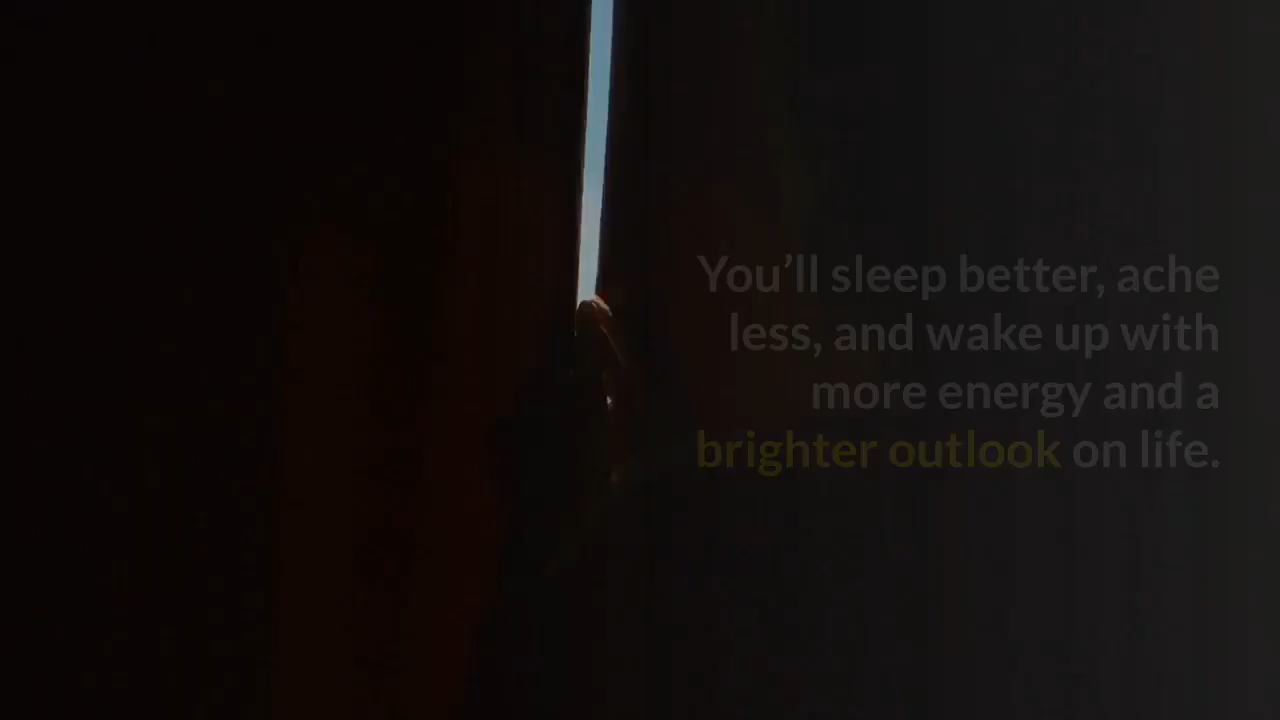 You’ll sleep better, ache
less, and wake up with
more energy and a
brighter outlook on life.